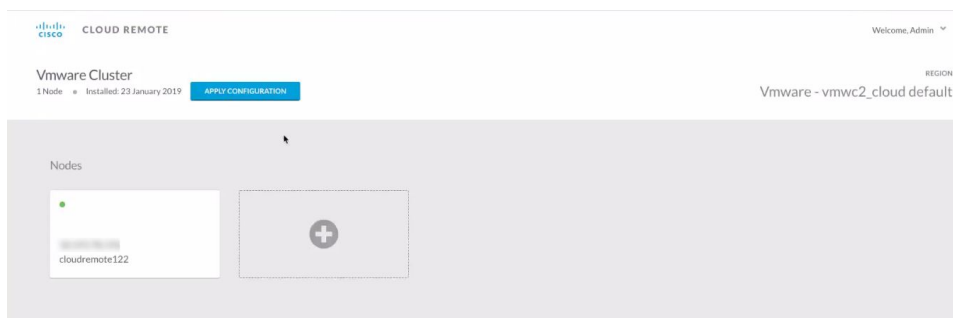 CISCO
CLOUD REMOTE
Welcome, Admin
Vmware Cluster
1 Node Installed: 23 January 2019
APPLY CONFIGURATION
REGION
Vmware - vmwc2_cloud default
Nodes
cloudremote122